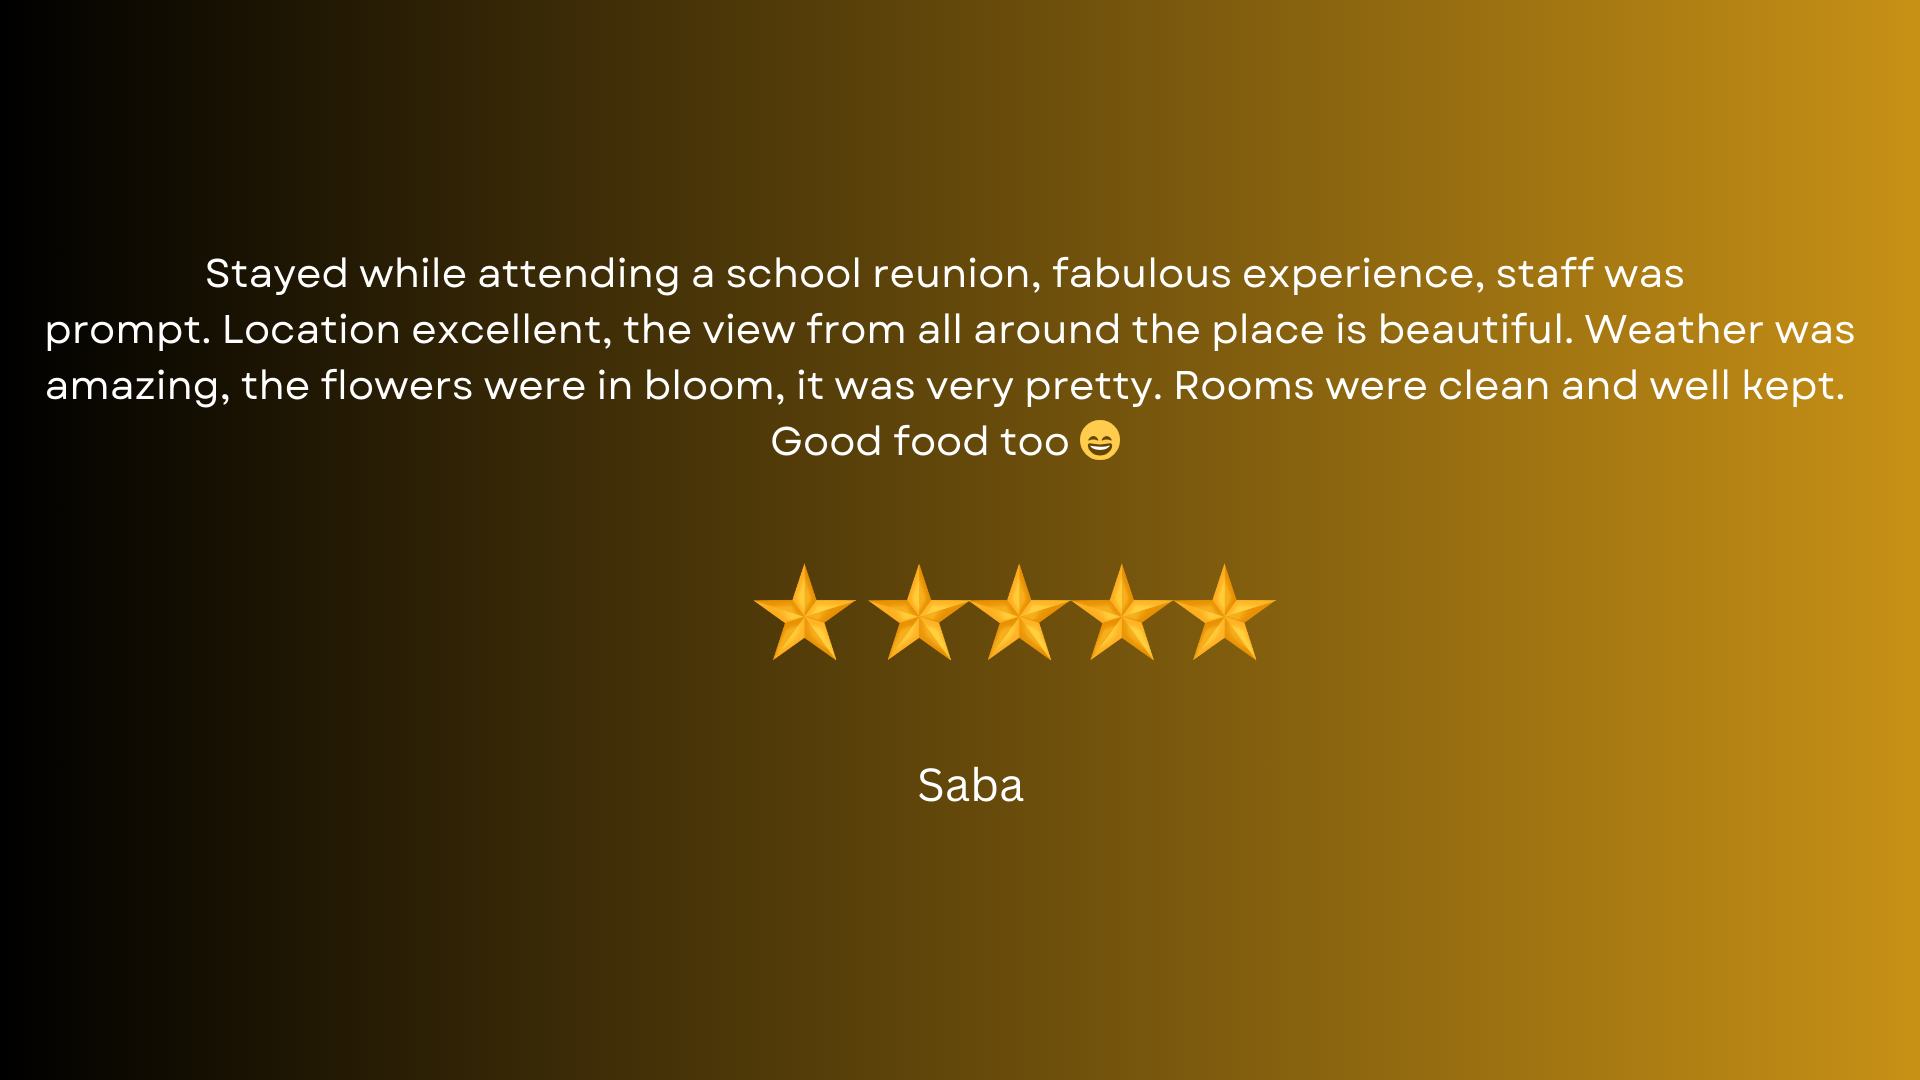 Stayed while attending a school reunion, fabulous experience, staff was
prompt. Location excellent, the view from all around the place is beautiful. Weather was
amazing, the flowers were in bloom, it was very pretty. Rooms were clean and well kept.
Good food too 😄
Saba